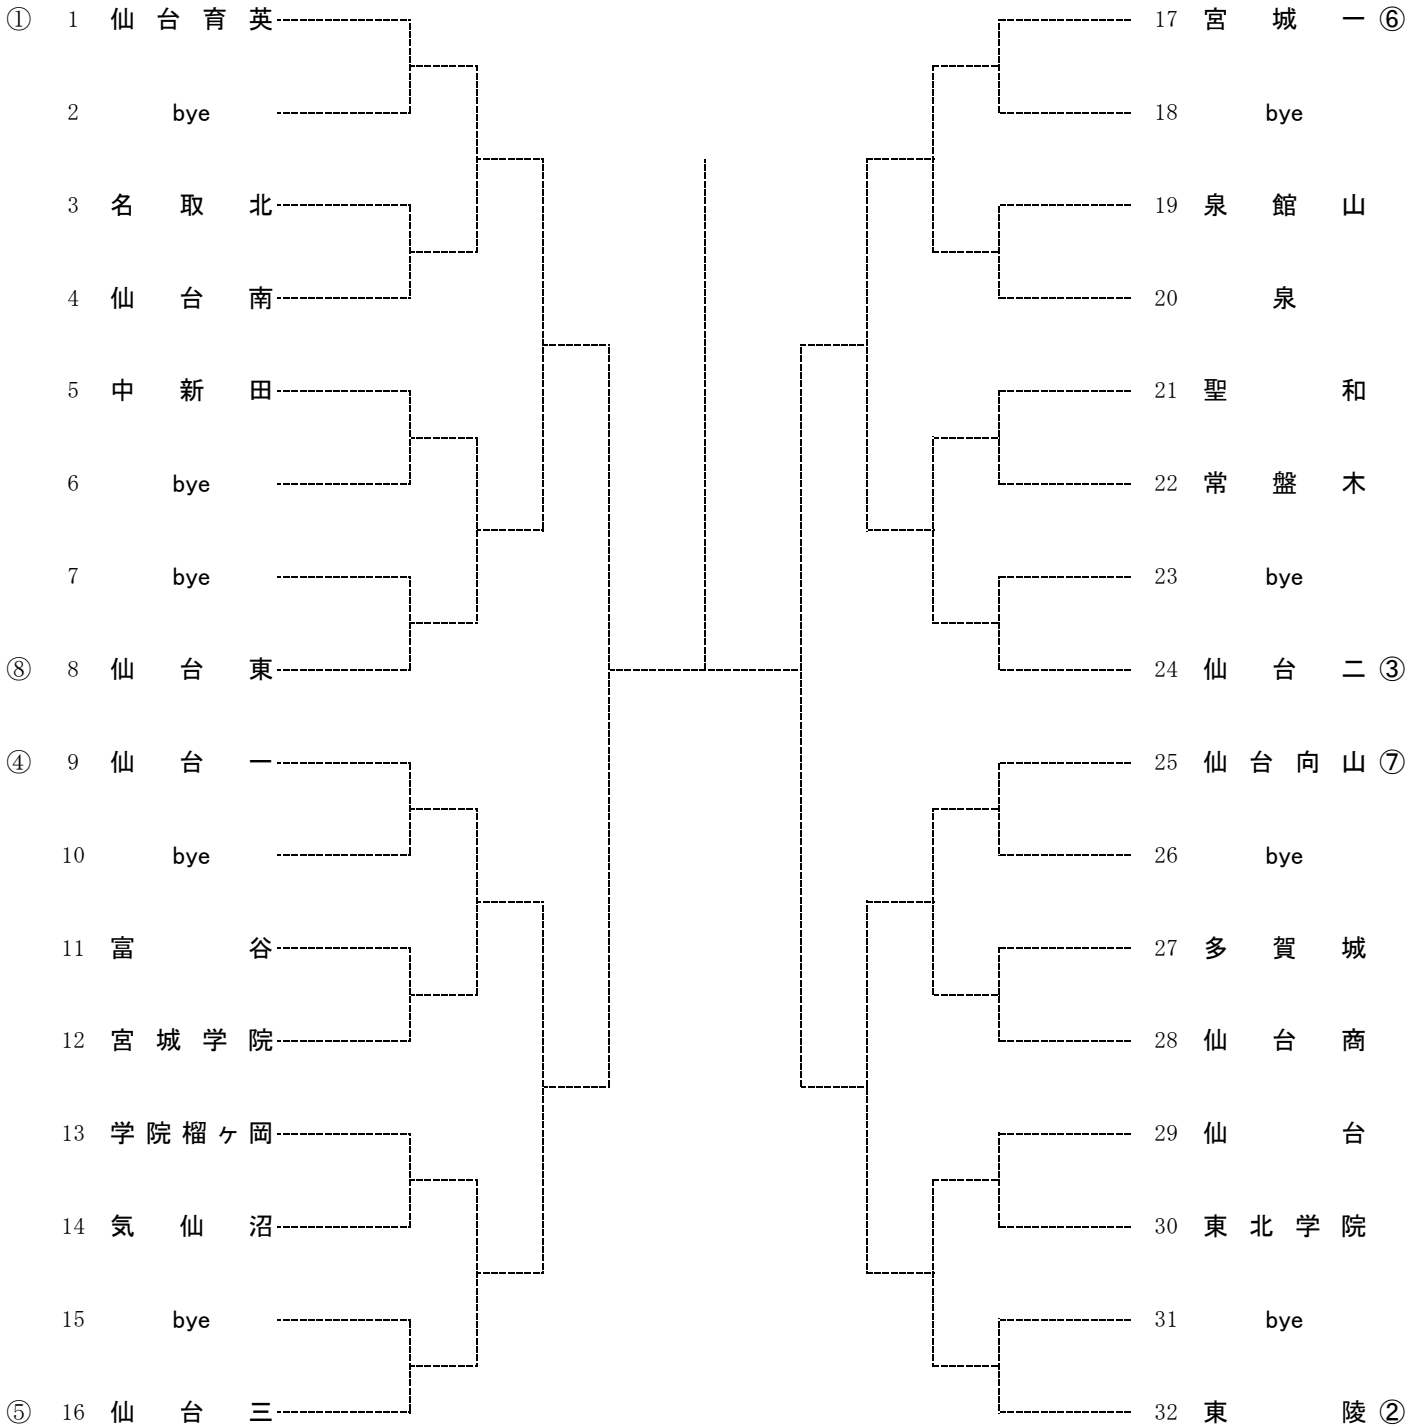 ① 1 仙台育英
2 bye
3 名取北
4 仙台南
5 中新田
6 bye
7 bye
⑧ 8 仙台東
④ 9 仙台一
10 bye
11 富谷
12 宮城学院
13 学院榴ヶ岡
14 気仙沼
15 bye
⑤ 16 仙台三
17 宮城一 ⑥
18 bye
19 泉館山
20 泉
21 聖和
22 常盤木
23 bye
24 仙台二 ③
25 仙台向山 ⑦
26 bye
27 多賀城
28 仙台商
29 仙台
30 東北学院
31 bye
32 東陵 ②